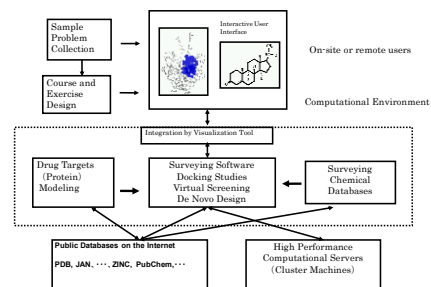 Sample
Problem
Collection
Interactive User
Interface
On-site or remote users
Course and
Exercise
Design
Computational Environment
Integration by Visualization Tool
Drug Targets
(Protein)
Modeling
Surveying Software
Docking Studies
Virtual Screening
De Novo Design
Surveying
Chemical
Databases
Public Databases on the Internet
PDB, JAN、･･･、ZINC, PubChem,･･･
High Performance
Computational Servers
(Cluster Machines)